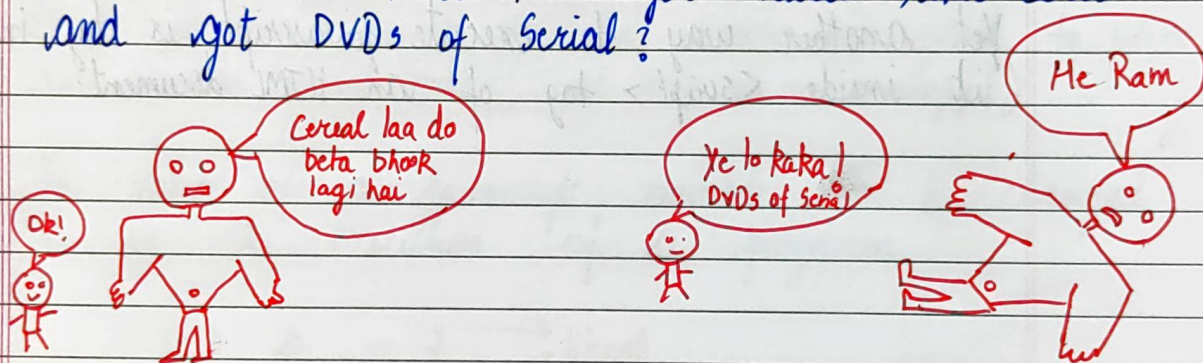 and got DVDs of Serial?
Ok!
Cereal laa do
beta bhook
lagi hai
Ye lo kaka!
DVDs of Serial
He Ram